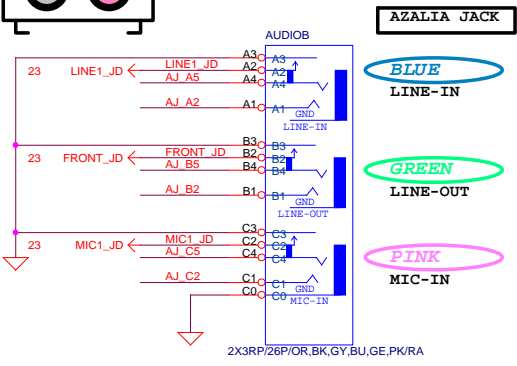 AZALIA JACK
AUDIOB
A3 A3
23 LINE1_JD LINE1_JD A2 A2
AJ_A5 A4 A4
BLUE
LINE-IN
AJ_A2 A1 A1
GND
LINE-IN
B3 B3
23 FRONT_JD FRONT_JD B2 B2
AJ_B5 B4 B4
GREEN
LINE-OUT
AJ_B2 B1 B1
GND
LINE-OUT
C3 C3
23 MIC1_JD MIC1_JD C2 C2
AJ_C5 C4 C4
PINK
MIC-IN
AJ_C2 C1 C1
GND
C0 C0
MIC-IN
2X3RP/26P/OR,BK,GY,BU,GE,PK/RA